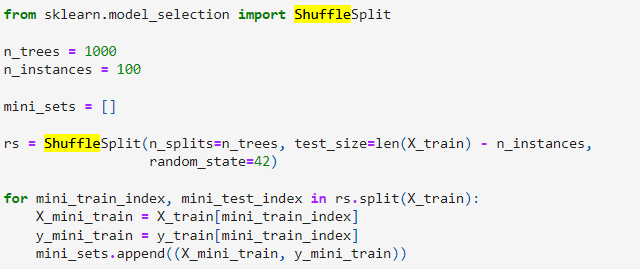 from sklearn.model_selection import ShuffleSplit
n_trees = 1000
n_instances = 100
mini_sets = []
rs = ShuffleSplit(n_splits=n_trees, test_size=len(X_train) - n_instances,
                  random_state=42)
for mini_train_index, mini_test_index in rs.split(X_train):
    X_mini_train = X_train[mini_train_index]
    y_mini_train = y_train[mini_train_index]
    mini_sets.append((X_mini_train, y_mini_train))